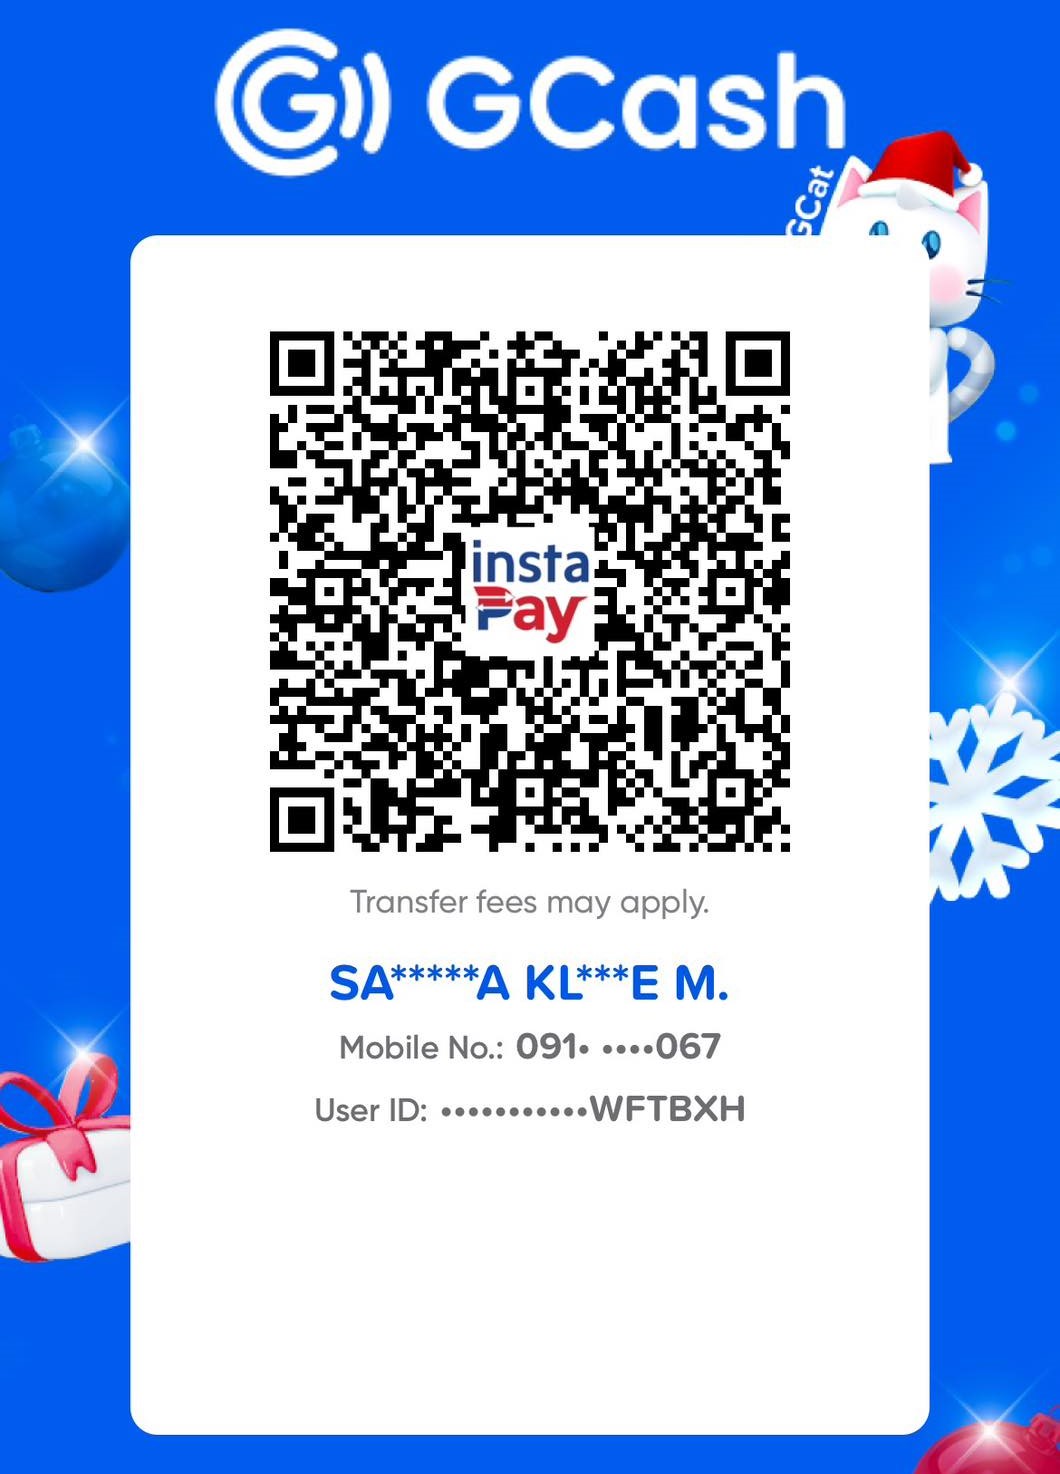 GCash
GCat
insta
Pay
Transfer fees may apply.
SA*****A KL***E M.
Mobile No.: 091• ••••067
User ID: •••••••••••WFTBXH